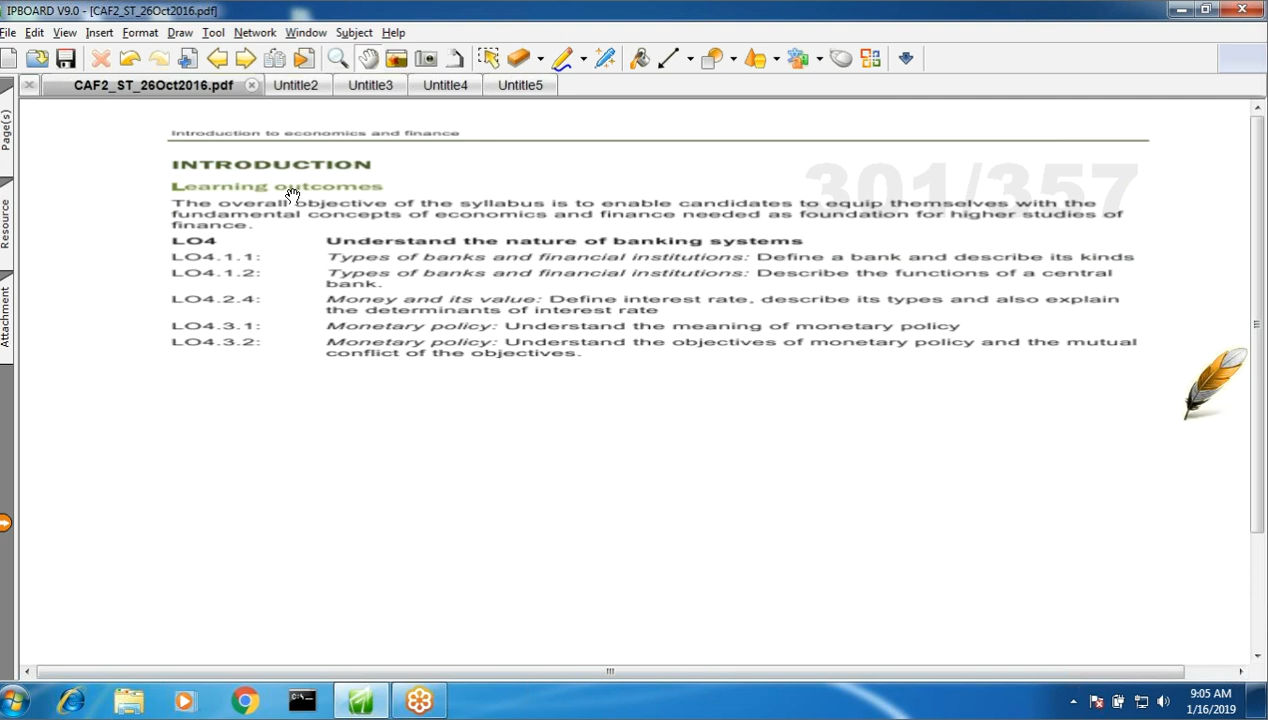 IPBOARD V9.0 - [CAF2_ST_26Oct2016.pdf]
File Edit View Insert Format Draw Tool Network Window Subject Help
CAF2_ST_26Oct2016.pdf Untitle2 Untitle3 Untitle4 Untitle5
Page(s)
Resource
Attachment
Introduction to economics and finance
301/357
INTRODUCTION
Learning outcomes
The overall objective of the syllabus is to enable candidates to equip themselves with the
fundamental concepts of economics and finance needed as foundation for higher studies of
finance.
LO4 Understand the nature of banking systems
LO4.1.1: Types of banks and financial institutions: Define a bank and describe its kinds
LO4.1.2: Types of banks and financial institutions: Describe the functions of a central
bank.
LO4.2.4: Money and its value: Define interest rate, describe its types and also explain
the determinants of interest rate
LO4.3.1: Monetary policy: Understand the meaning of monetary policy
LO4.3.2: Monetary policy: Understand the objectives of monetary policy and the mutual
conflict of the objectives.
9:05 AM
1/16/2019